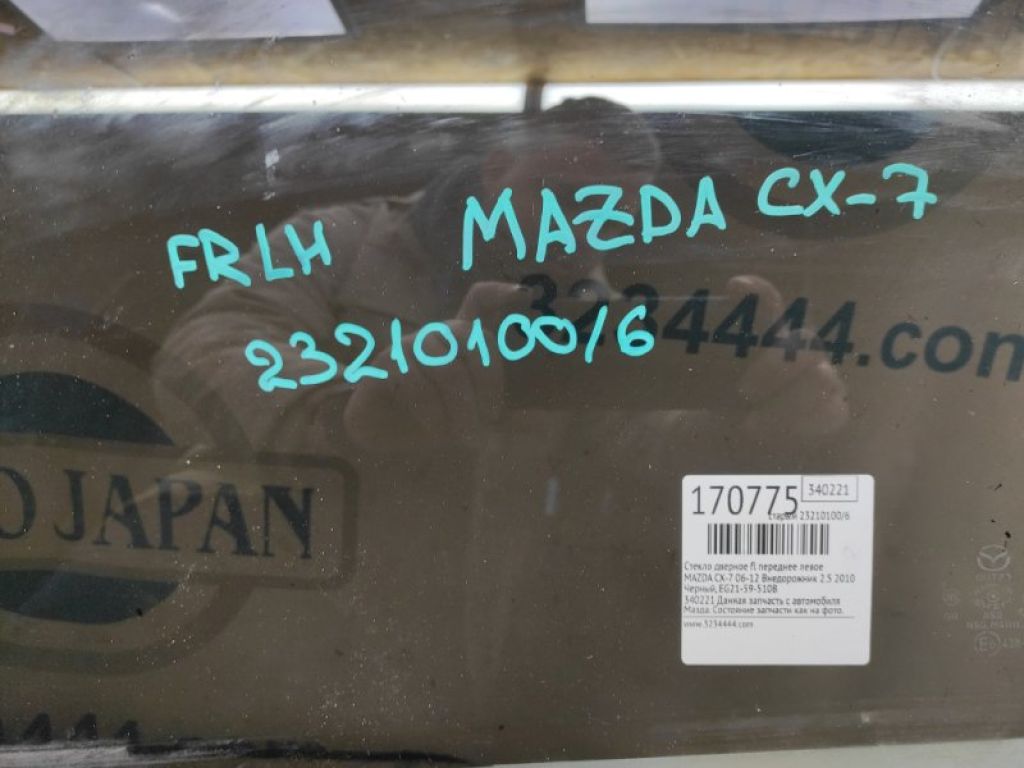 FRLH MAZDA CX-7
23210100/6
3234444.com
O JAPAN
170775 340221
старый 23210100/6
Стекло дверное fl переднее левое
MAZDA CX-7 06-12 Внедорожник 2.5 2010
Черный, EG21-59-510B
340221 Данная запчасть с автомобиля
Мазда. Состояние запчасти как на фото.
www.3234444.com